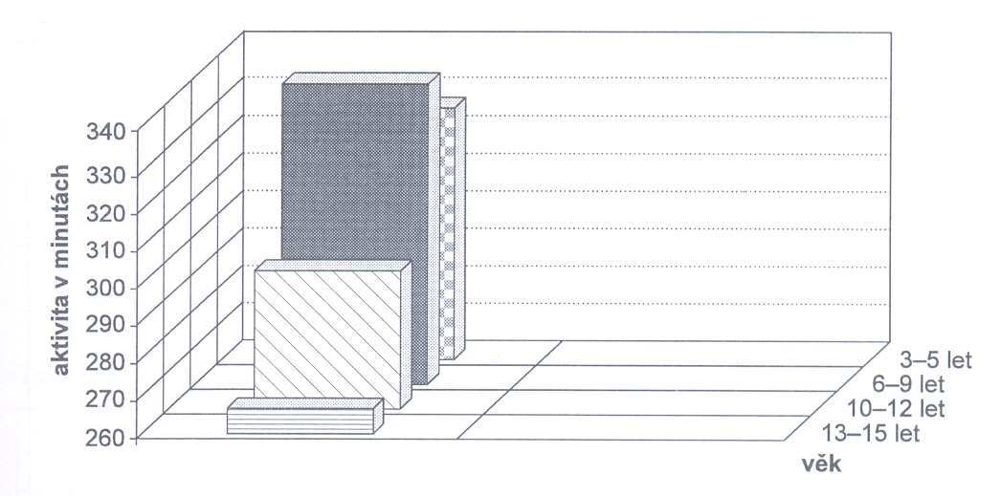 aktivita v minutách
340
330
320
310
300
290
280
270
260
3–5 let
6–9 let
10–12 let
13–15 let
věk